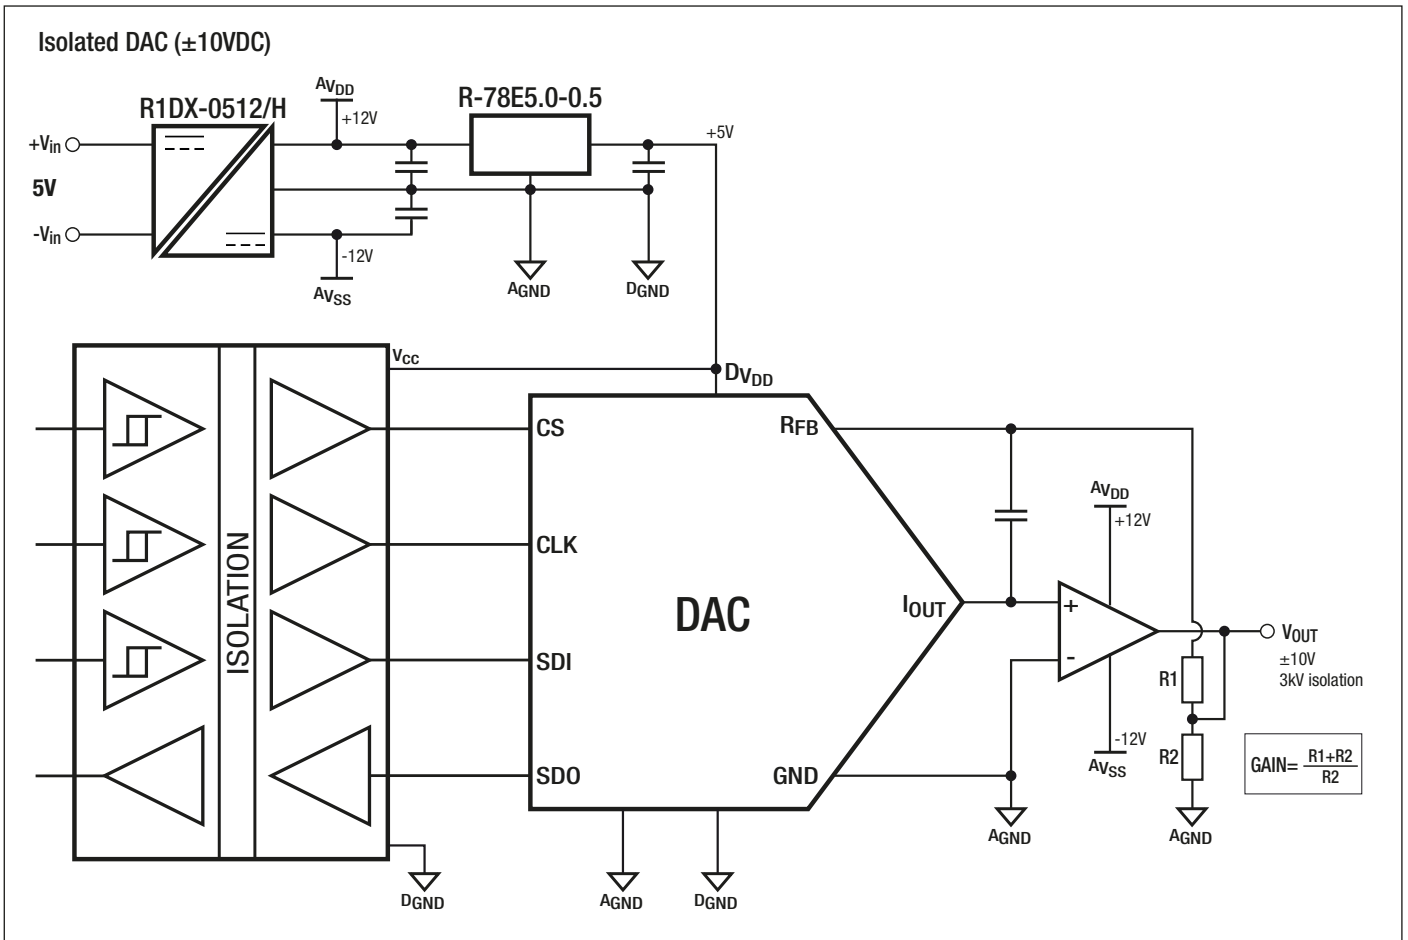 Isolated DAC (±10VDC)
R1DX-0512/H
AVDD
+12V
R-78E5.0-0.5
+5V
+Vin
5V
-Vin
-12V
AVSS
AGND
DGND
VCC
DVDD
ISOLATION
CS
CLK
SDI
SDO
DAC
RFB
IOUT
GND
AVDD
+12V
+
-
-12V
AVSS
VOUT
±10V
3kV isolation
R1
R2
GAIN= R1+R2
R2
AGND
AGND
DGND
AGND
DGND